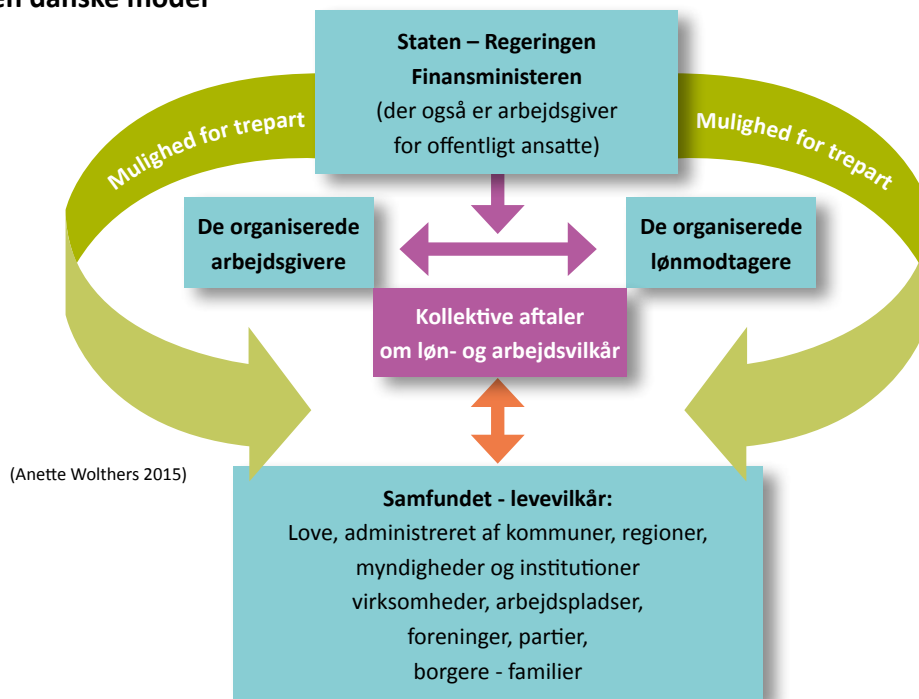 en danske model
Staten – Regeringen
Finansministeren
(der også er arbejdsgiver
for offentligt ansatte)
Mulighed for trepart
Mulighed for trepart
De organiserede
arbejdsgivere
De organiserede
lønmodtagere
Kollektive aftaler
om løn- og arbejdsvilkår
(Anette Wolthers 2015)
Samfundet - levevilkår:
Love, administreret af kommuner, regioner,
myndigheder og institutioner
virksomheder, arbejdspladser,
foreninger, partier,
borgere - familier